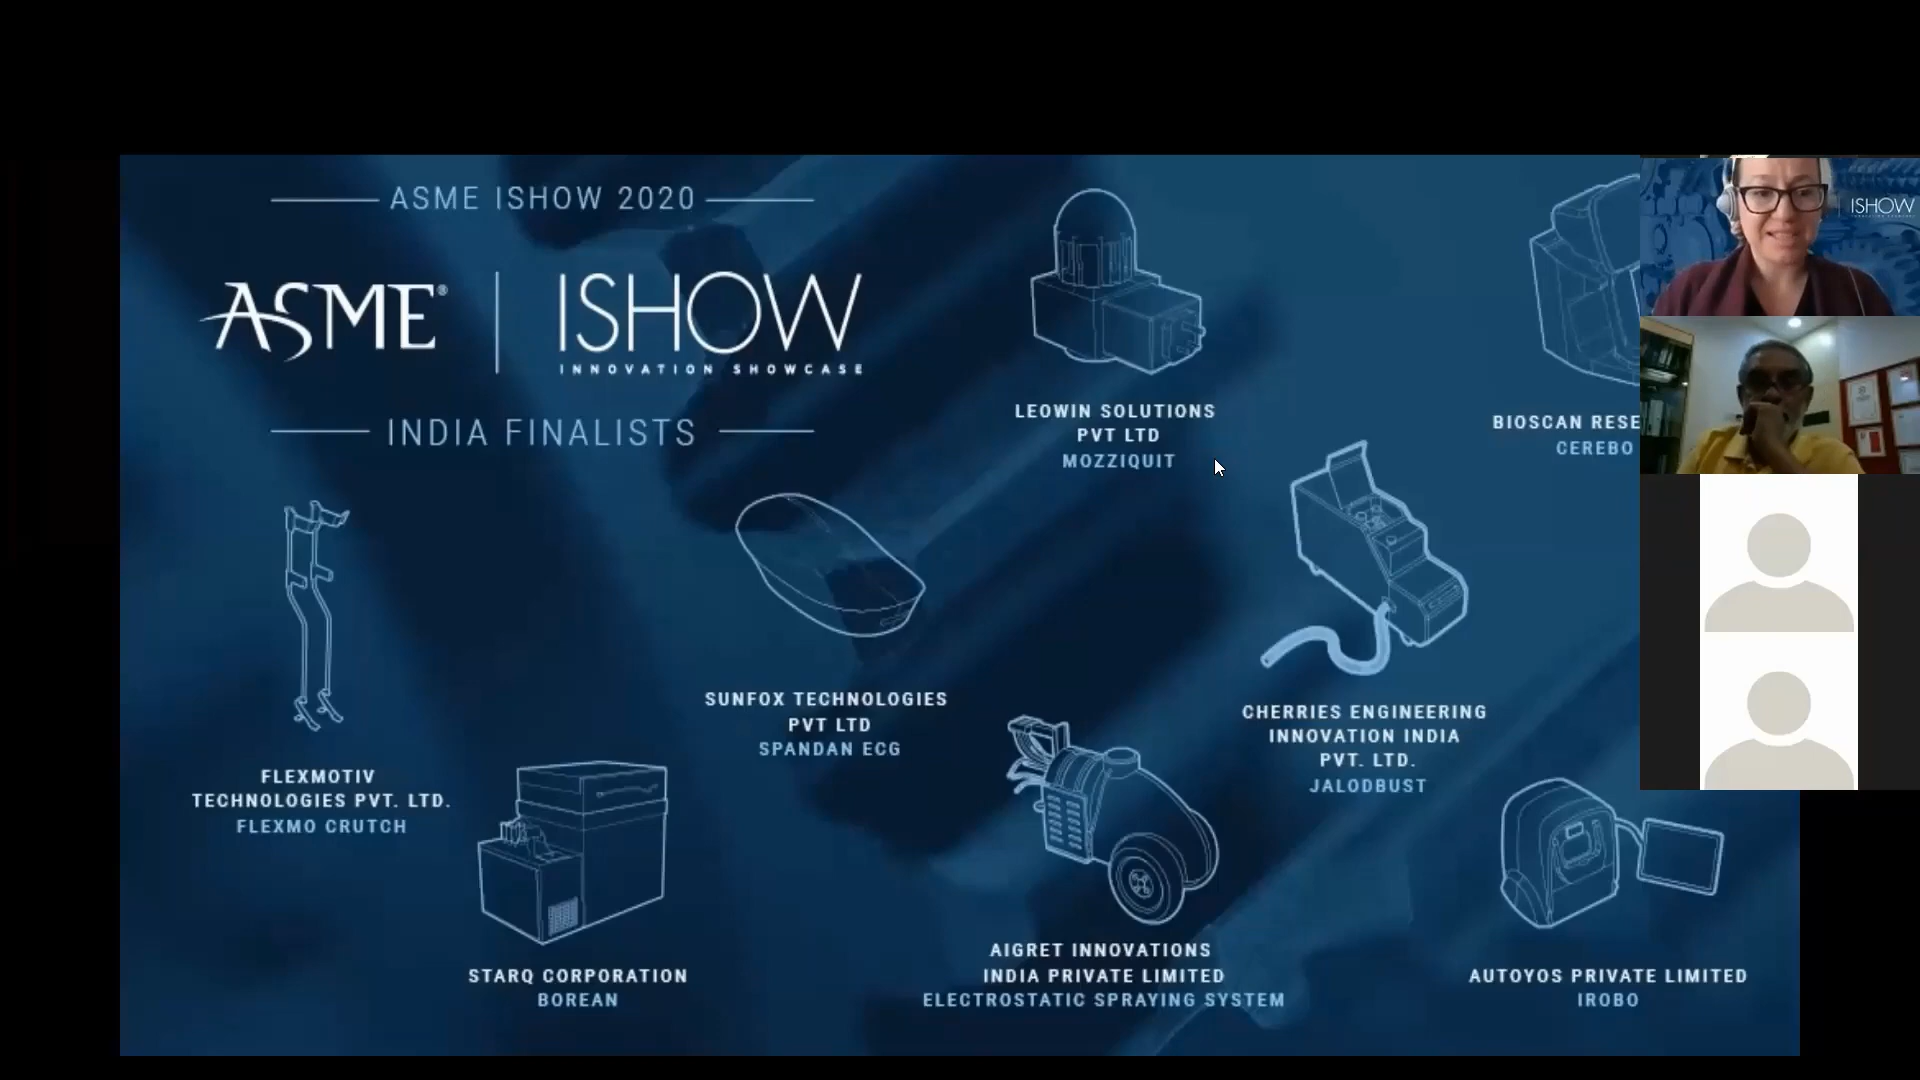 ASME ISHOW 2020
ASME® | ISHOW
INNOVATION SHOWCASE
INDIA FINALISTS
LEOWIN SOLUTIONS
PVT LTD
MOZZIQUIT
BIOSCAN RESE
CEREBO
ISHOW
FLEXMOTIV
TECHNOLOGIES PVT. LTD.
FLEXMO CRUTCH
SUNFOX TECHNOLOGIES
PVT LTD
SPANDAN ECG
CHERRIES ENGINEERING
INNOVATION INDIA
PVT. LTD.
JALODBUST
STARQ CORPORATION
BOREAN
AIGRET INNOVATIONS
INDIA PRIVATE LIMITED
ELECTROSTATIC SPRAYING SYSTEM
AUTOYOS PRIVATE LIMITED
IROBO